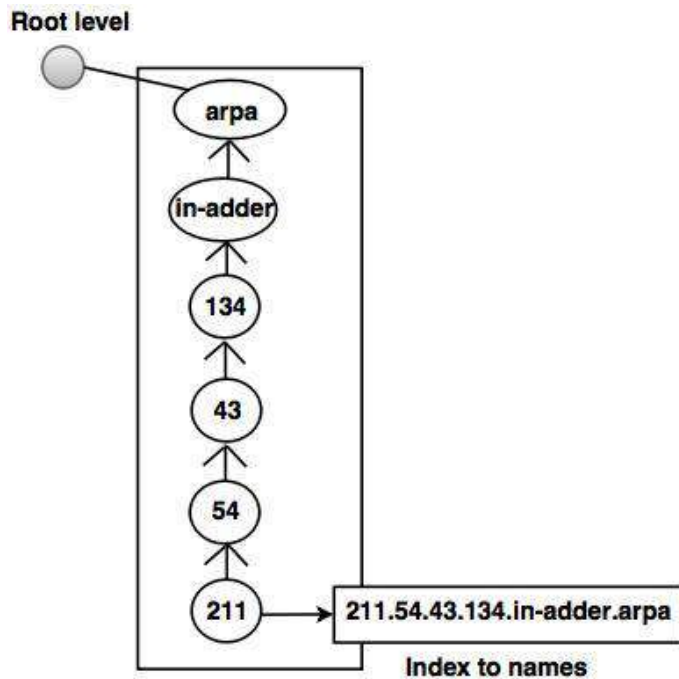 Root level
arpa
in-adder
134
43
54
211
211.54.43.134.in-adder.arpa
Index to names